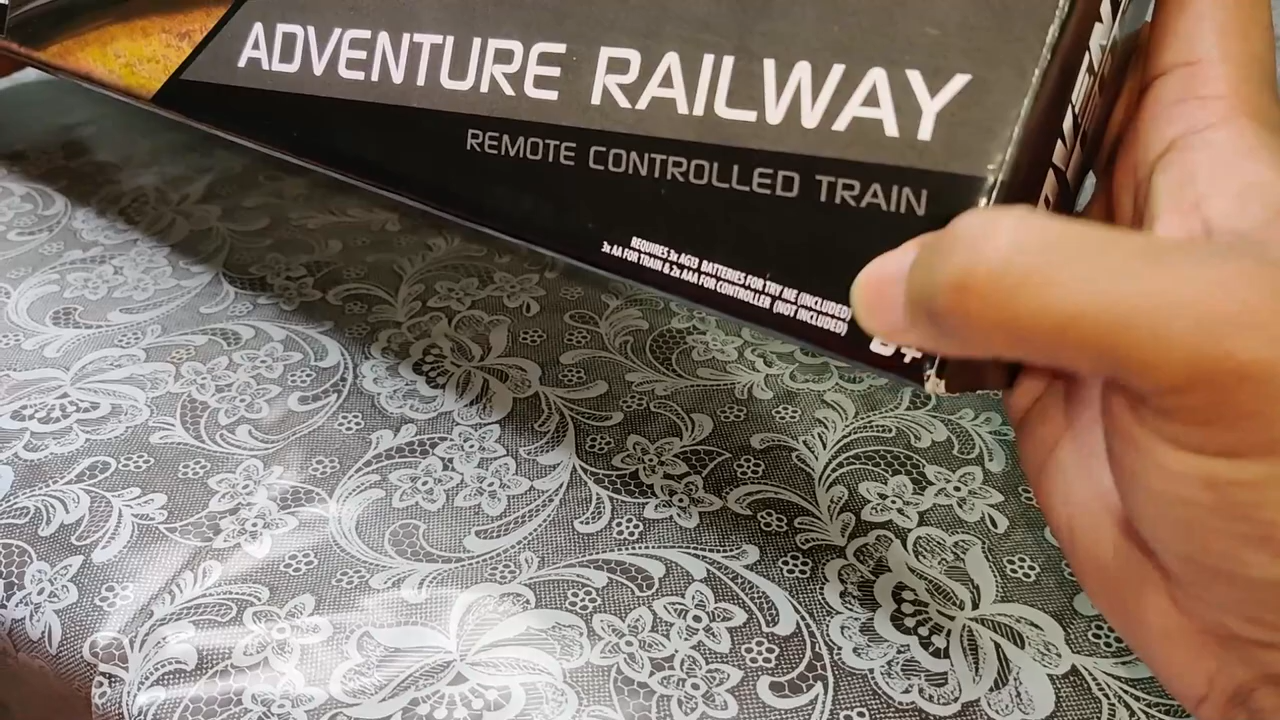 ADVENTURE RAILWAY
REMOTE CONTROLLED TRAIN
REQUIRES 3x AG13 BATTERIES FOR TRY ME (INCLUDED)
3x AA FOR TRAIN & 2x AAA FOR CONTROLLER (NOT INCLUDED)